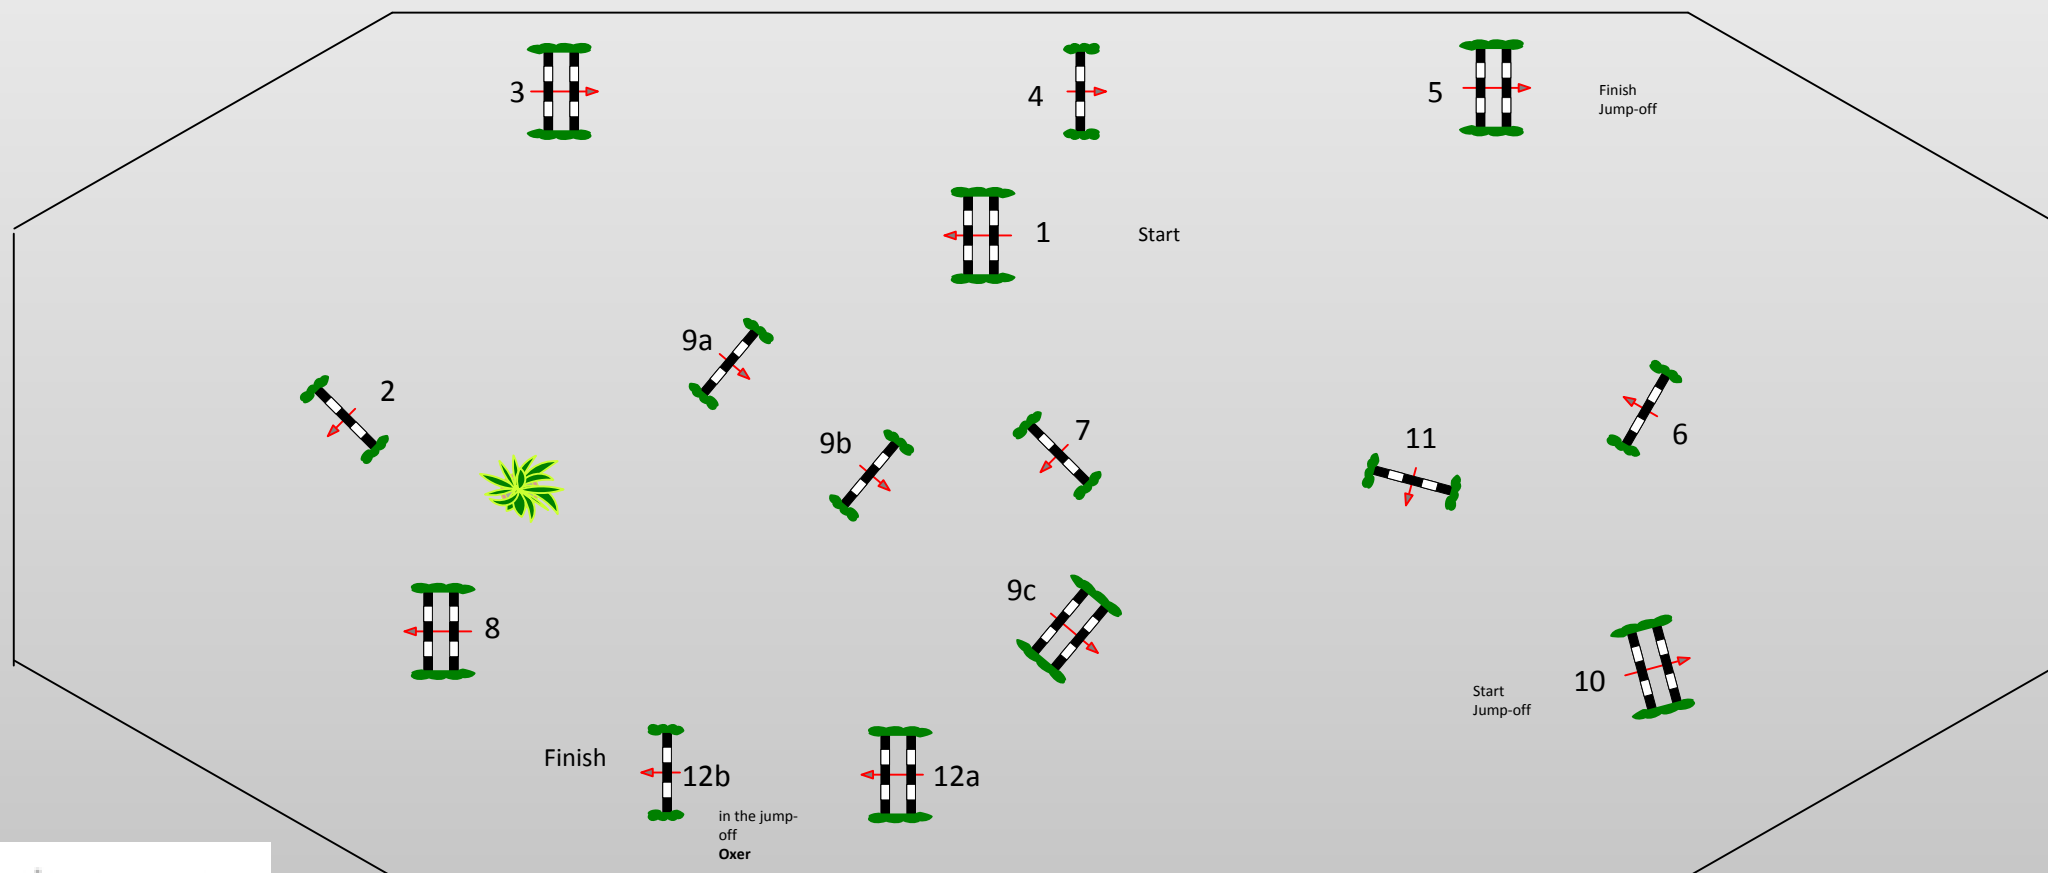 3
4
5
Finish
Jump-off
1
Start
9a
2
9b
7
11
6
9c
8
10
Start
Jump-off
Finish
12b
12a
in the jump-
off
Oxer